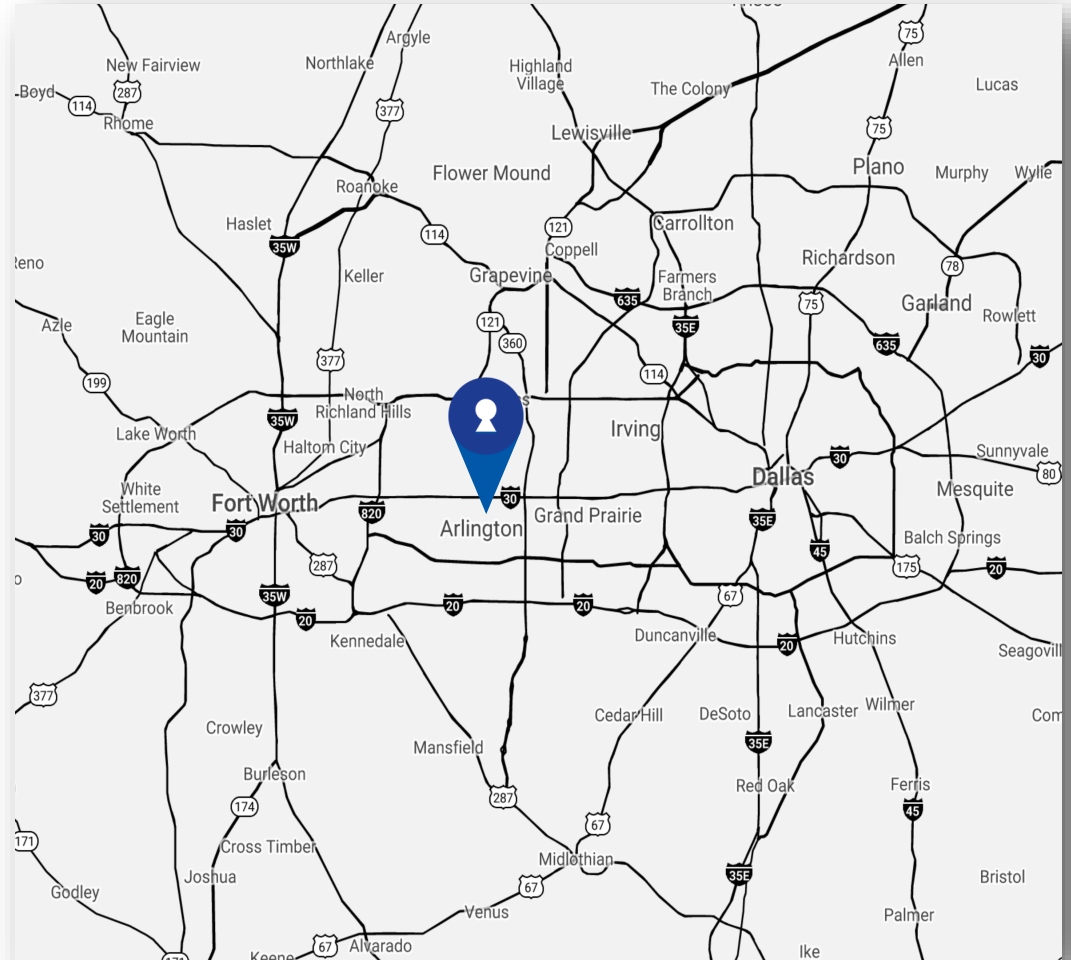 Argyle
75
New Fairview
Northlake
Highland
Village
Allen
Boyd
114
287
377
The Colony
Lucas
Rhome
Lewisville
75
Roanoke
Flower Mound
Plano
Murphy
Wylie
Haslet
35W
114
121
Carrollton
Coppell
Richardson
78
Keller
Grapevine
635
Farmers
Branch
75
Garland
Rowlett
Azle
Eagle
Mountain
121
360
35E
635
30
377
199
114
North
Richland Hills
35W
Lake Worth
Haltom City
Irving
30
Sunnyvale
80
White
Settlement
Fort Worth
820
30
Dallas
Mesquite
Arlington
Grand Prairie
35E
30
30
45
Balch Springs
287
175
20
820
20
Benbrook
35W
20
20
20
67
Kennedale
Duncanville
20
Hutchins
377
Crowley
Cedar Hill
DeSoto
Lancaster
Wilmer
Mansfield
35E
Burleson
174
287
Red Oak
Ferris
45
171
Cross Timber
67
Midlothian
Joshua
35E
Godley
67
Bristol
Venus
Palmer
67
Alvarado
Ike